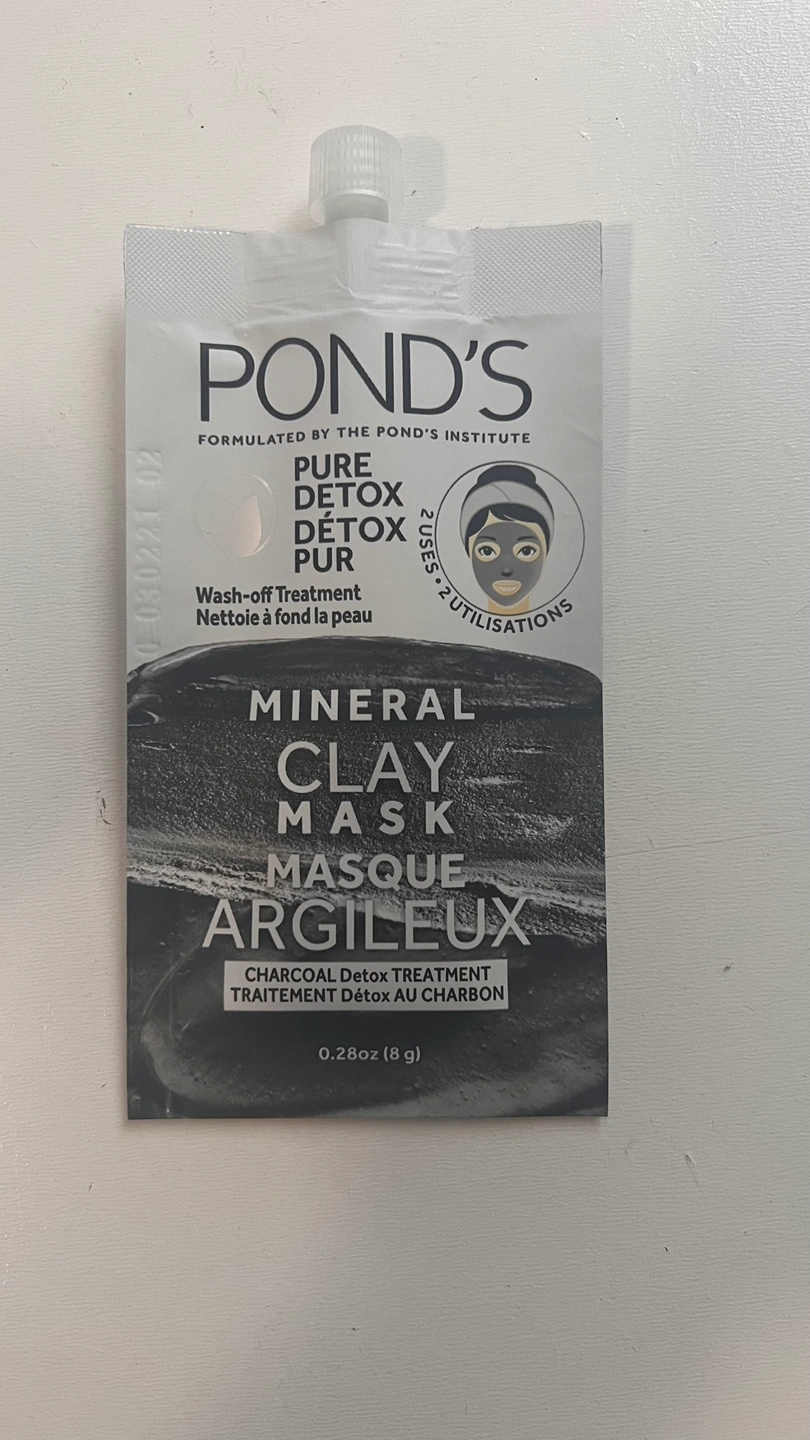 POND'S
FORMULATED BY THE POND'S INSTITUTE
PURE
DETOX
DÉTOX
PUR
2 USES • 2 UTILISATIONS
Wash-off Treatment
Nettoie à fond la peau
MINERAL
CLAY
MASK
MASQUE
ARGILEUX
CHARCOAL Detox TREATMENT
TRAITEMENT Détox AU CHARBON
0.28oz (8 g)